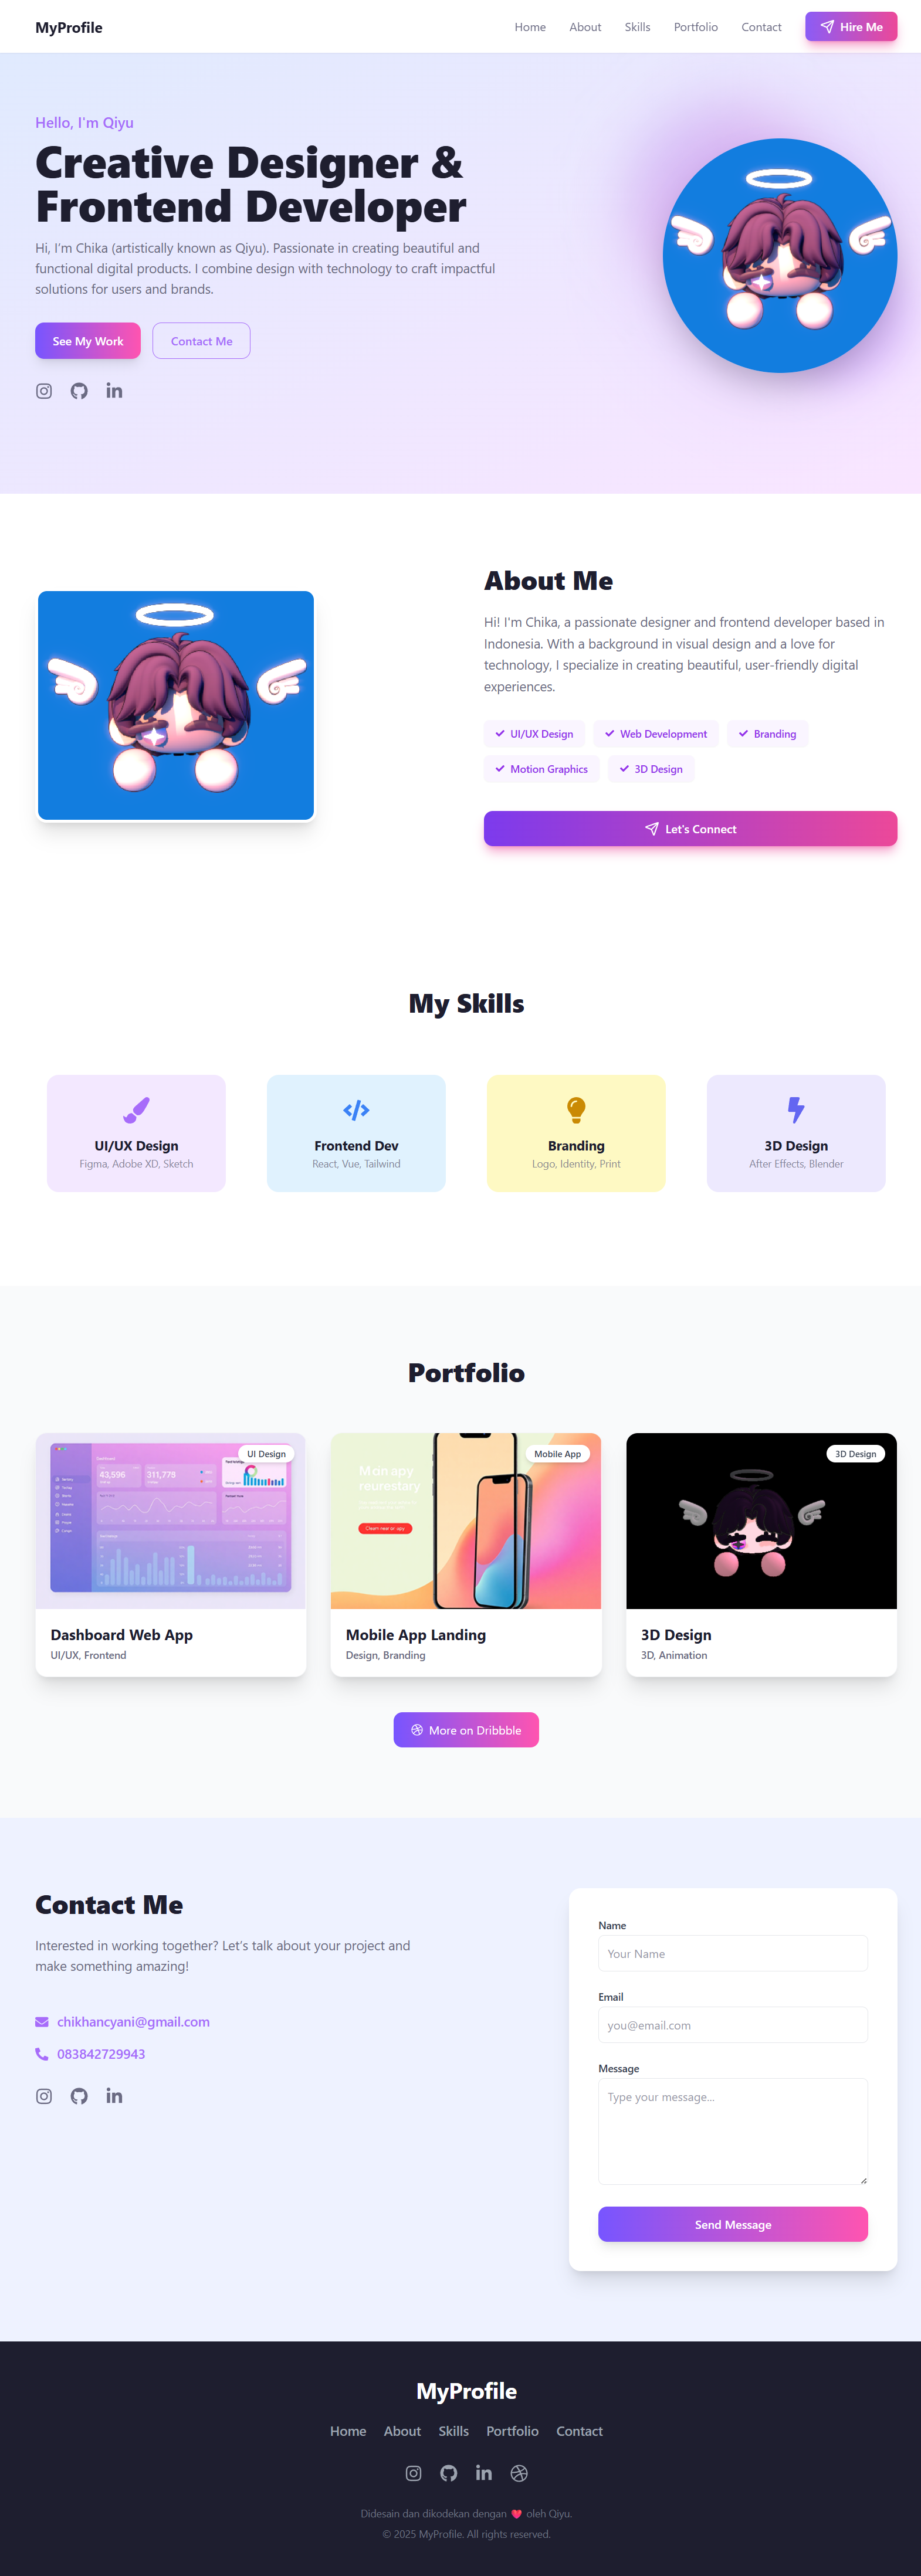 MyProfile
Home About Skills Portfolio Contact Hire Me
Hello, I'm Qiyu
Creative Designer &
Frontend Developer
Hi, I'm Chika (artistically known as Qiyu). Passionate in creating beautiful and
functional digital products. I combine design with technology to craft impactful
solutions for users and brands.
See My Work Contact Me
About Me
Hi! I'm Chika, a passionate designer and frontend developer based in
Indonesia. With a background in visual design and a love for
technology, I specialize in creating beautiful, user-friendly digital
experiences.
UI/UX Design Web Development Branding
Motion Graphics 3D Design
Let's Connect
My Skills
UI/UX Design
Figma, Adobe XD, Sketch
Frontend Dev
React, Vue, Tailwind
Branding
Logo, Identity, Print
3D Design
After Effects, Blender
Portfolio
UI Design
43,596
311,778
Dashboard Web App
UI/UX, Frontend
Mobile App
Manapy
reurestary
Mobile App Landing
Design, Branding
3D Design
3D Design
3D, Animation
More on Dribbble
Contact Me
Interested in working together? Let's talk about your project and
make something amazing!
chikhancyani@gmail.com
083842729943
Name
Your Name
Email
you@email.com
Message
Type your message...
Send Message
MyProfile
Home About Skills Portfolio Contact
Didesain dan dikodekan dengan ❤️ oleh Qiyu.
© 2025 MyProfile. All rights reserved.